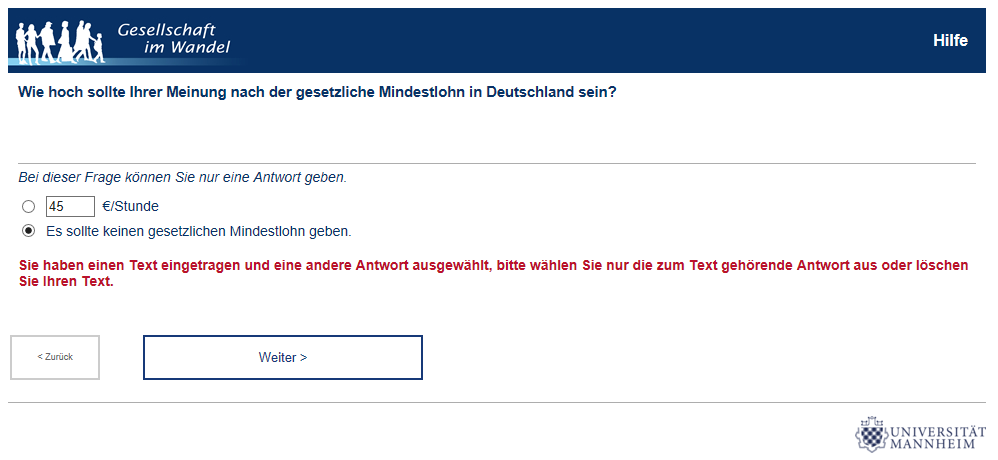 Gesellschaft
im Wandel
Hilfe
Wie hoch sollte Ihrer Meinung nach der gesetzliche Mindestlohn in Deutschland sein?
Bei dieser Frage können Sie nur eine Antwort geben.
45 €/Stunde
Es sollte keinen gesetzlichen Mindestlohn geben.
Sie haben einen Text eingetragen und eine andere Antwort ausgewählt, bitte wählen Sie nur die zum Text gehörende Antwort aus oder löschen
Sie Ihren Text.
< Zurück
Weiter >
UNIVERSITÄT
MANNHEIM